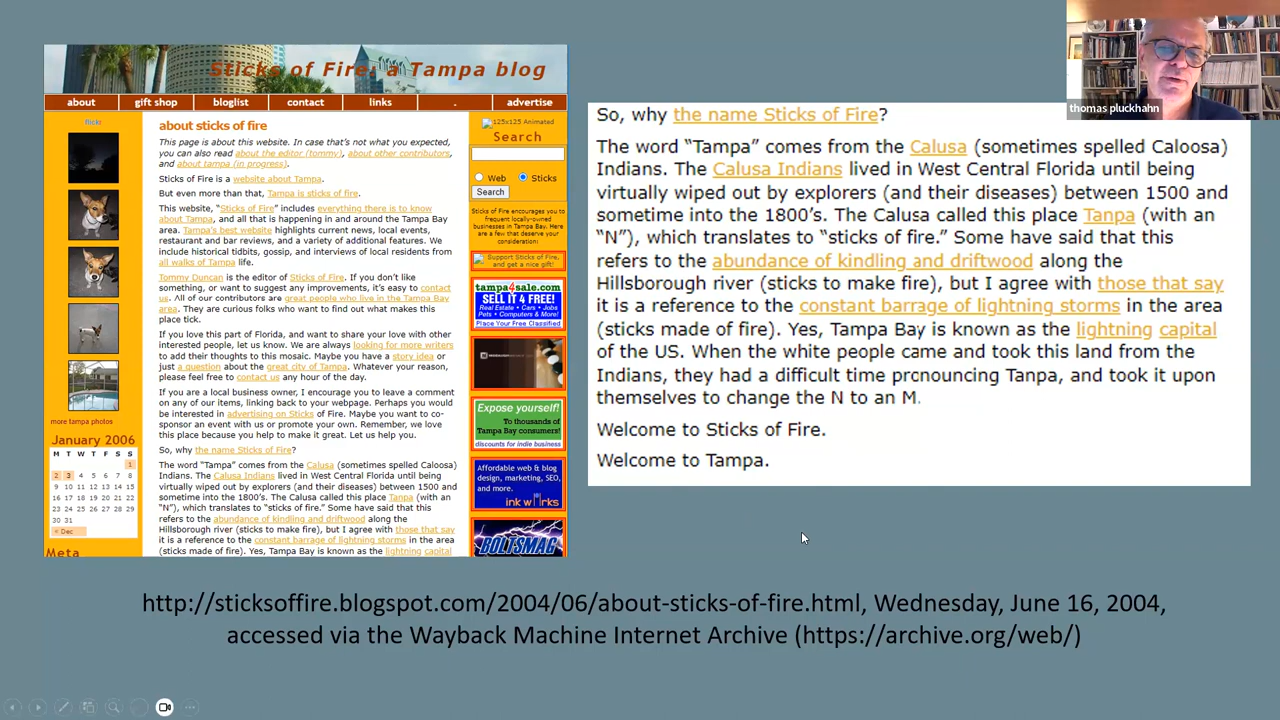 Sticks of Fire: a Tampa blog
about
gift shop
bloglist
contact
links
.
advertise
flickr
more tampa photos
January 2006
M T W T F S S
1
2 3 4 5 6 7 8
9 10 11 12 13 14 15
16 17 18 19 20 21 22
23 24 25 26 27 28 29
30 31
« Dec
Meta
about sticks of fire
This page is about this website. In case that's not what you expected,
you can also read about the editor (tommy), about other contributors,
and about tampa (in progress).
Sticks of Fire is a website about Tampa.
But even more than that, Tampa is sticks of fire.
This website, "Sticks of Fire" includes everything there is to know
about Tampa, and all that is happening in and around the Tampa Bay
area. Tampa's best website highlights current news, local events,
restaurant and bar reviews, and a variety of additional features. We
include historical tidbits, gossip, and interviews of local residents from
all walks of Tampa life.
Tommy Duncan is the editor of Sticks of Fire. If you don't like
something, or want to suggest any improvements, it's easy to contact
us. All of our contributors are great people who live in the Tampa Bay
area. They are curious folks who want to find out what makes this
place tick.
If you love this part of Florida, and want to share your love with other
interested people, let us know. We are always looking for more writers
to add their thoughts to this mosaic. Maybe you have a story idea or
just a question about the great city of Tampa. Whatever your reason,
please feel free to contact us any hour of the day.
If you are a local business owner, I encourage you to leave a comment
on any of our items, linking back to your webpage. Perhaps you would
be interested in advertising on Sticks of Fire. Maybe you want to co-
sponsor an event with us or promote your own. Remember, we love
this place because you help to make it great. Let us help you.
So, why the name Sticks of Fire?
The word "Tampa" comes from the Calusa (sometimes spelled Caloosa)
Indians. The Calusa Indians lived in West Central Florida until being
virtually wiped out by explorers (and their diseases) between 1500 and
sometime into the 1800's. The Calusa called this place Tanpa (with an
"N"), which translates to "sticks of fire." Some have said that this
refers to the abundance of kindling and driftwood along the
Hillsborough river (sticks to make fire), but I agree with those that say
it is a reference to the constant barrage of lightning storms in the area
(sticks made of fire). Yes, Tampa Bay is known as the lightning capital
125x125 Animated
Search
Web Sticks
Search
Sticks of Fire encourages you to
frequent locally-owned
businesses in Tampa Bay. Here
are a few that deserve your
consideration:
Support Sticks of Fire,
and get a nice gift!
tampa4sale.com
SELL IT 4 FREE!
Real Estate - Cars - Jobs
Pets - Computers & More!
Place Your Free Classified
Expose yourself!
To thousands of
Tampa Bay consumers!
discounts for indie business
Affordable web & blog
design, marketing, SEO,
and more.
ink works
BOLTSMAG
So, why the name Sticks of Fire?
The word "Tampa" comes from the Calusa (sometimes spelled Caloosa)
Indians. The Calusa Indians lived in West Central Florida until being
virtually wiped out by explorers (and their diseases) between 1500 and
sometime into the 1800's. The Calusa called this place Tanpa (with an
"N"), which translates to "sticks of fire." Some have said that this
refers to the abundance of kindling and driftwood along the
Hillsborough river (sticks to make fire), but I agree with those that say
it is a reference to the constant barrage of lightning storms in the area
(sticks made of fire). Yes, Tampa Bay is known as the lightning capital
of the US. When the white people came and took this land from the
Indians, they had a difficult time pronouncing Tanpa, and took it upon
themselves to change the N to an M.
Welcome to Sticks of Fire.
Welcome to Tampa.
thomas pluckhahn
http://sticksoffire.blogspot.com/2004/06/about-sticks-of-fire.html, Wednesday, June 16, 2004,
accessed via the Wayback Machine Internet Archive (https://archive.org/web/)